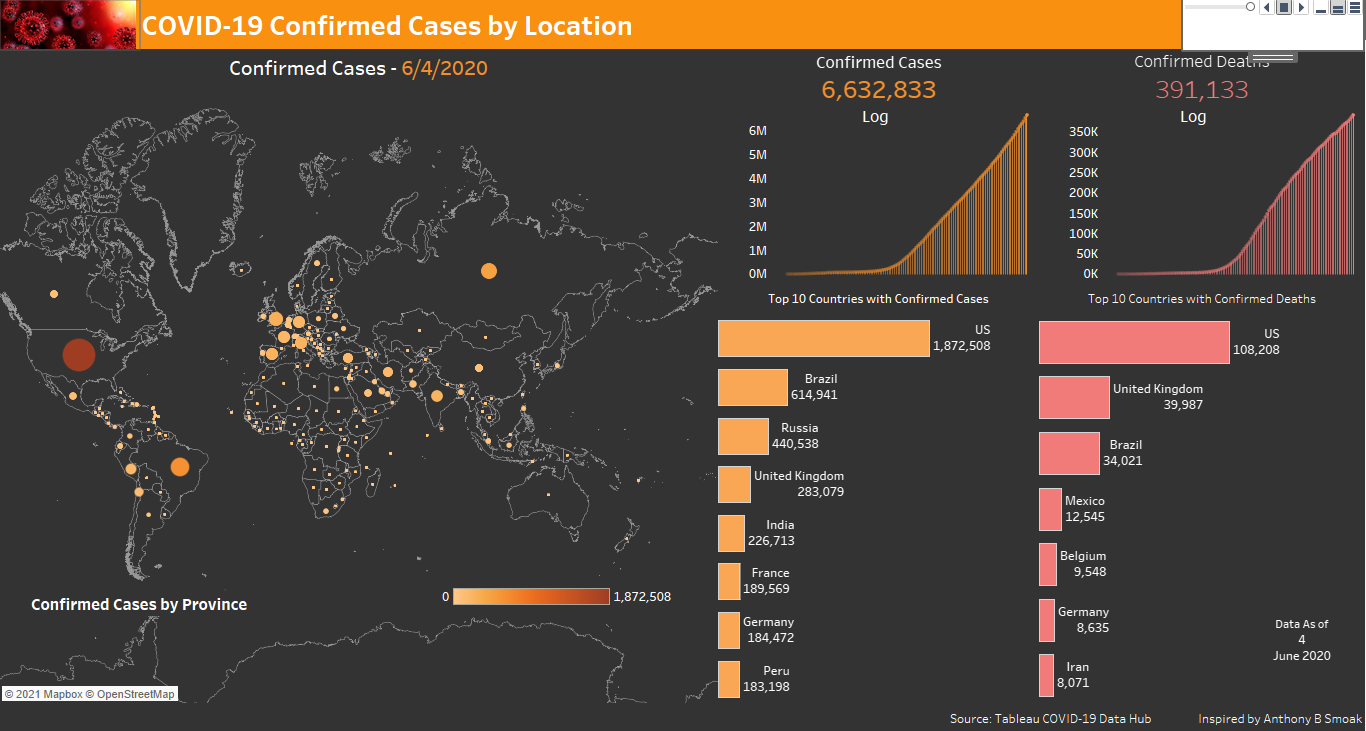 COVID-19 Confirmed Cases by Location
Confirmed Cases - 6/4/2020
Confirmed Cases
6,632,833
Log
6M
5M
4M
3M
2M
1M
0M
Confirmed Deaths
391,133
Log
350K
300K
250K
200K
150K
100K
50K
0K
Top 10 Countries with Confirmed Cases
US
1,872,508
Brazil
614,941
Russia
440,538
United Kingdom
283,079
India
226,713
France
189,569
Germany
184,472
Peru
183,198
Top 10 Countries with Confirmed Deaths
US
108,208
United Kingdom
39,987
Brazil
34,021
Mexico
12,545
Belgium
9,548
Germany
8,635
Iran
8,071
0
1,872,508
Confirmed Cases by Province
© 2021 Mapbox © OpenStreetMap
Data As of
4
June 2020
Source: Tableau COVID-19 Data Hub
Inspired by Anthony B Smoak